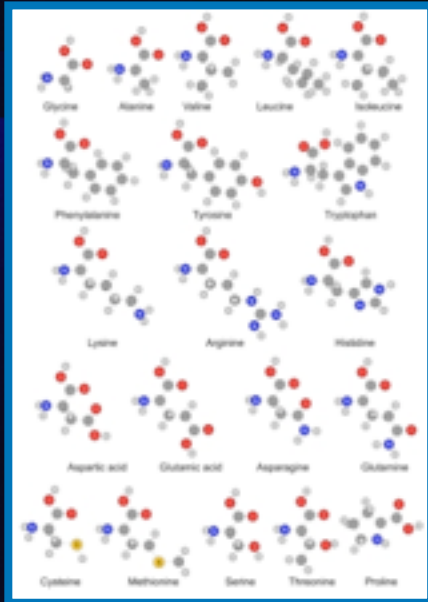 Glycine Alanine Valine Leucine Isoleucine
Phenylalanine Tyrosine Tryptophan
Lysine Arginine Histidine
Aspartic acid Glutamic acid Asparagine Glutamine
Cysteine Methionine Serine Threonine Proline